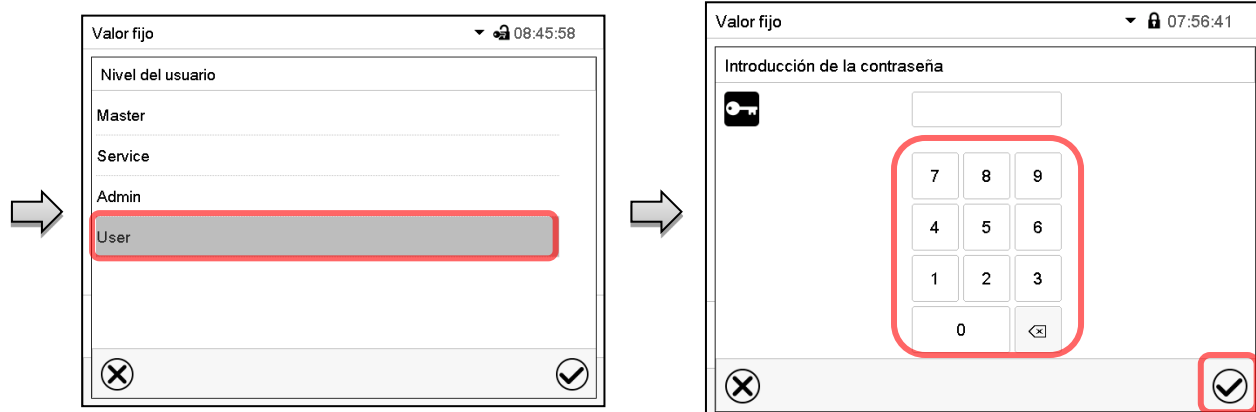 Valor fijo 08:45:58
Nivel del usuario
Master
Service
Admin
User
Valor fijo 07:56:41
Introducción de la contraseña
7 8 9
4 5 6
1 2 3
0